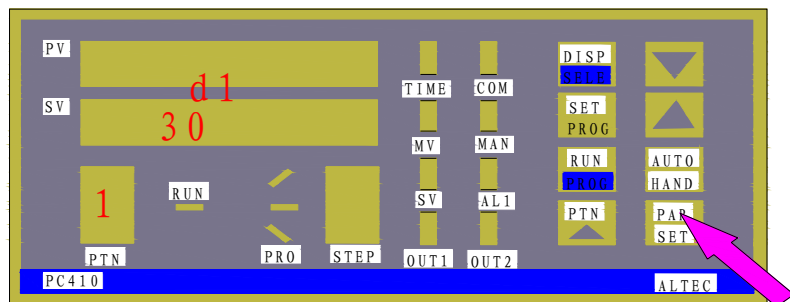 PV
d1
SV
30
1
PTN
RUN
PRO
STEP
TIME
COM
MV
MAN
SV
AL1
OUT1
OUT2
DISP
SELE
SET
PROG
RUN
PROG
AUTO
HAND
PTN
PAR
SET
PC410
ALTEC